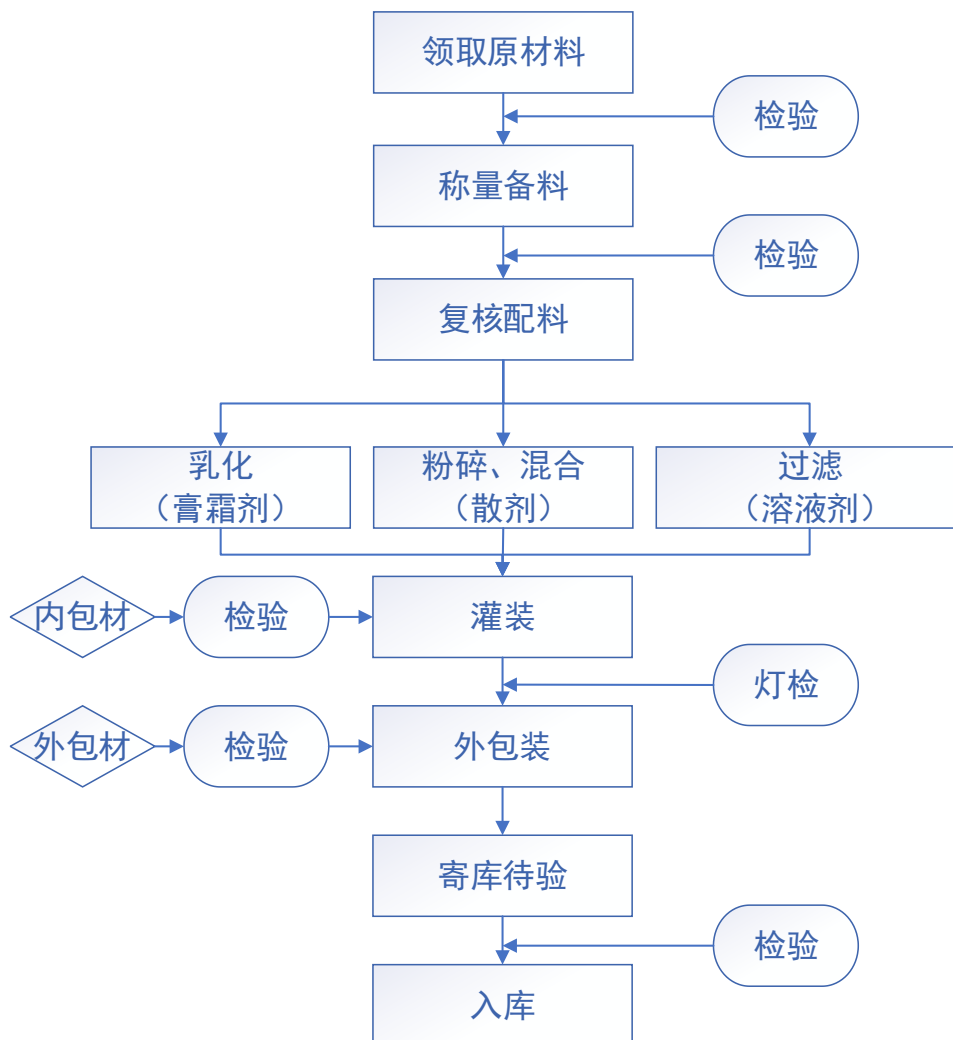 领取原材料
检验
称量备料
检验
复核配料
乳化
（膏霜剂）
粉碎、混合
（散剂）
过滤
（溶液剂）
内包材
检验
灌装
灯检
外包材
检验
外包装
寄库待验
检验
入库